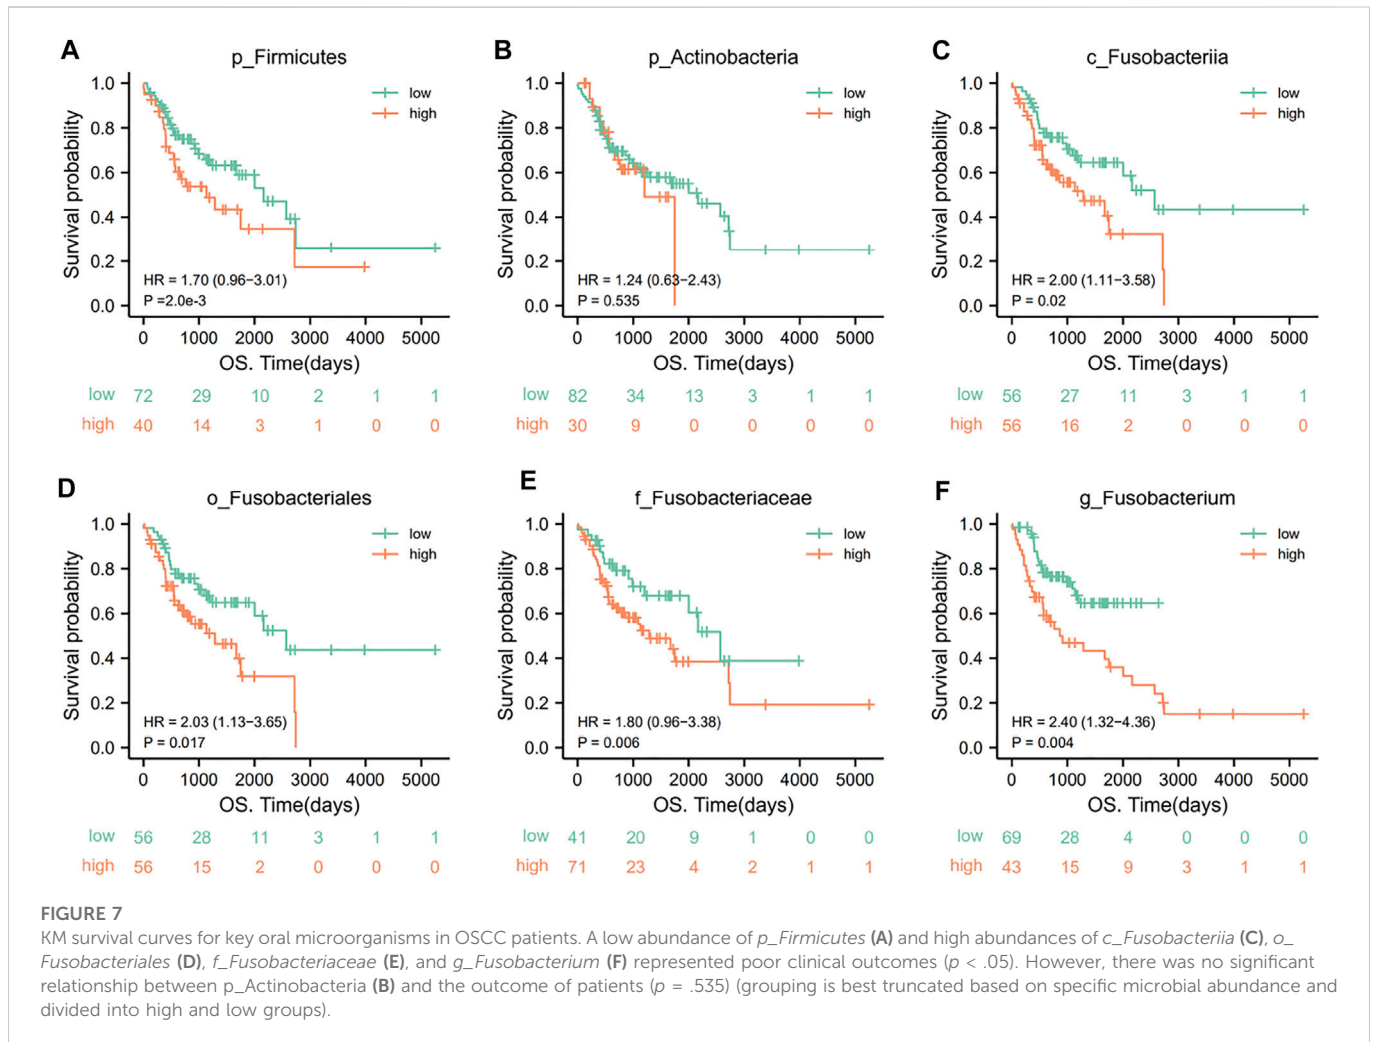 A
p_Firmicutes
1.0
0.8
0.6
0.4
0.2
0.0
Survival probability
low
high
HR = 1.70 (0.96−3.01)
P =2.0e-3
0 1000 2000 3000 4000 5000
OS. Time(days)
low 72 29 10 2 1 1
high 40 14 3 1 0 0
B
p_Actinobacteria
1.0
0.8
0.6
0.4
0.2
0.0
Survival probability
low
high
HR = 1.24 (0.63−2.43)
P = 0.535
0 1000 2000 3000 4000 5000
OS. Time(days)
low 82 34 13 3 1 1
high 30 9 0 0 0 0
C
c_Fusobacteriia
1.0
0.8
0.6
0.4
0.2
0.0
Survival probability
low
high
HR = 2.00 (1.11−3.58)
P = 0.02
0 1000 2000 3000 4000 5000
OS. Time(days)
low 56 27 11 3 1 1
high 56 16 2 0 0 0
D
o_Fusobacteriales
1.0
0.8
0.6
0.4
0.2
0.0
Survival probability
low
high
HR = 2.03 (1.13−3.65)
P = 0.017
0 1000 2000 3000 4000 5000
OS. Time(days)
low 56 28 11 3 1 1
high 56 15 2 0 0 0
E
f_Fusobacteriaceae
1.0
0.8
0.6
0.4
0.2
0.0
Survival probability
low
high
HR = 1.80 (0.96−3.38)
P = 0.006
0 1000 2000 3000 4000 5000
OS. Time(days)
low 41 20 9 1 0 0
high 71 23 4 2 1 1
F
g_Fusobacterium
1.0
0.8
0.6
0.4
0.2
0.0
Survival probability
low
high
HR = 2.40 (1.32−4.36)
P = 0.004
0 1000 2000 3000 4000 5000
OS. Time(days)
low 69 28 4 0 0 0
high 43 15 9 3 1 1
FIGURE 7
KM survival curves for key oral microorganisms in OSCC patients. A low abundance of p_Firmicutes (A) and high abundances of c_Fusobacteriia (C), o_
Fusobacteriales (D), f_Fusobacteriaceae (E), and g_Fusobacterium (F) represented poor clinical outcomes (p < .05). However, there was no significant
relationship between p_Actinobacteria (B) and the outcome of patients (p = .535) (grouping is best truncated based on specific microbial abundance and
divided into high and low groups).